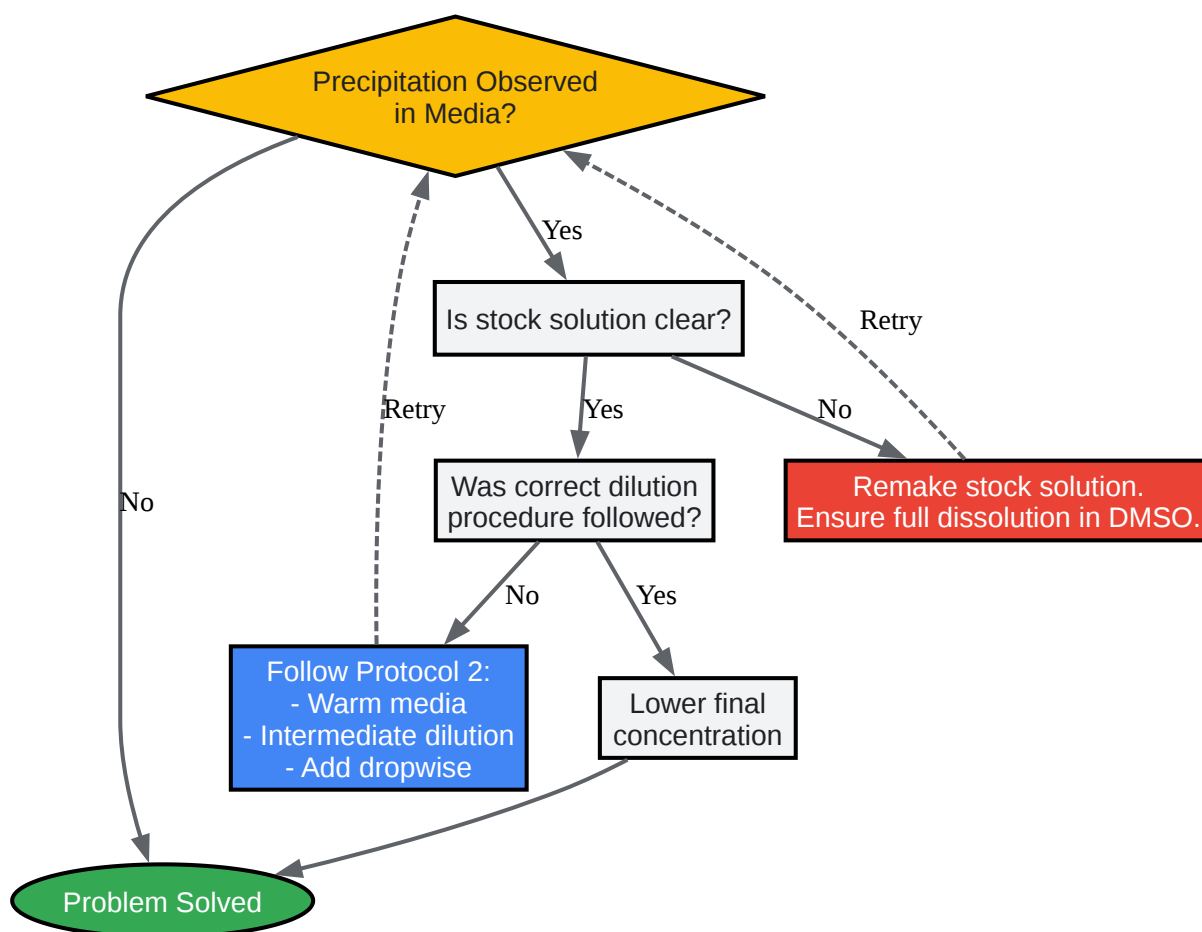 Precipitation Observed
in Media?
Yes
Is stock solution clear?
Retry
Retry
Yes
No
No
Was correct dilution
procedure followed?
Remake stock solution.
Ensure full dissolution in DMSO.
No
Yes
Follow Protocol 2:
- Warm media
- Intermediate dilution
- Add dropwise
Lower final
concentration
Problem Solved